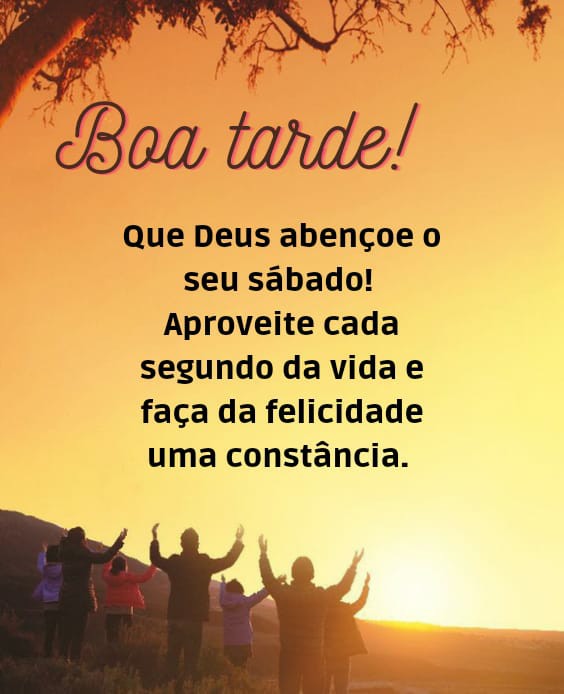 Boa tarde!
Que Deus abençoe o
seu sábado!
Aproveite cada
segundo da vida e
faça da felicidade
uma constância.